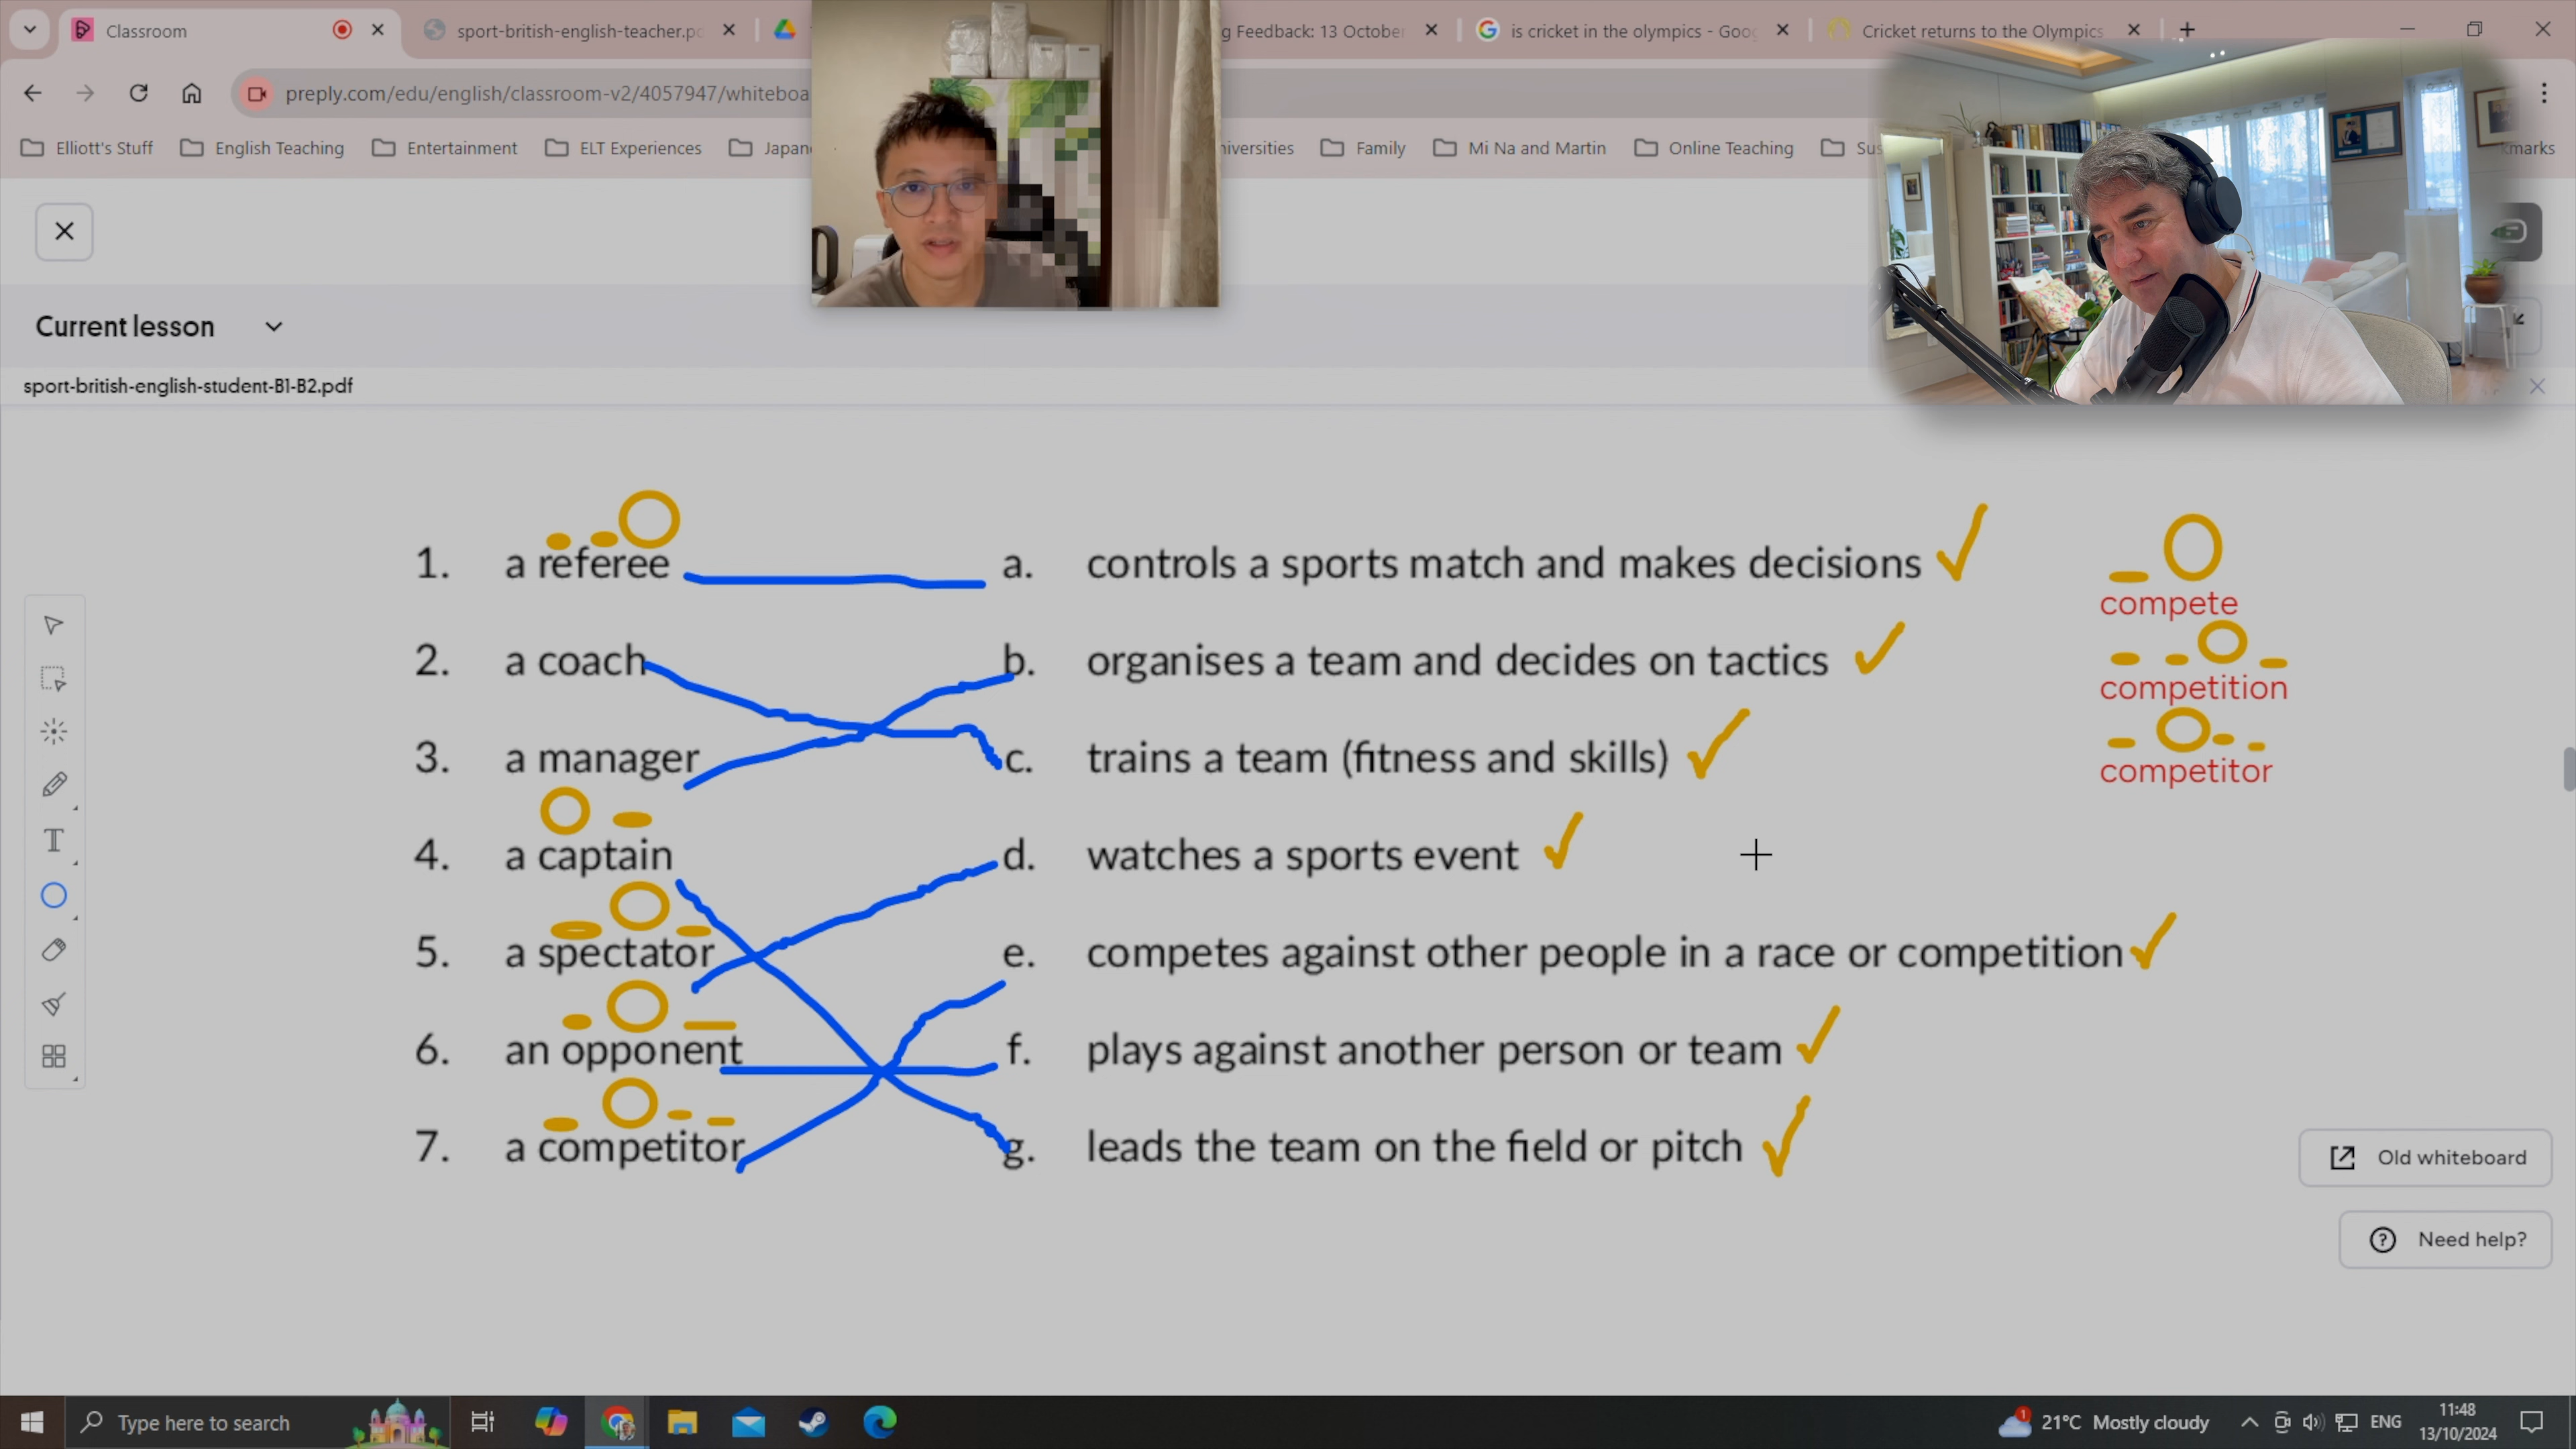 Classroom
sport-british-english-teacher.pd
g Feedback: 13 October
is cricket in the olympics - Goog
Cricket returns to the Olympics
preply.com/edu/english/classroom-v2/4057947/whiteboa
Elliott's Stuff
English Teaching
Entertainment
ELT Experiences
Japan
niversities
Family
Mi Na and Martin
Online Teaching
Sus
kmarks
Current lesson
sport-british-english-student-B1-B2.pdf
1. a referee a. controls a sports match and makes decisions
2. a coach b. organises a team and decides on tactics
3. a manager c. trains a team (fitness and skills)
4. a captain d. watches a sports event
5. a spectator e. competes against other people in a race or competition
6. an opponent f. plays against another person or team
7. a competitor g. leads the team on the field or pitch
compete
competition
competitor
T
Old whiteboard
Need help?
Type here to search
1
21°C Mostly cloudy
ENG
11:48
13/10/2024